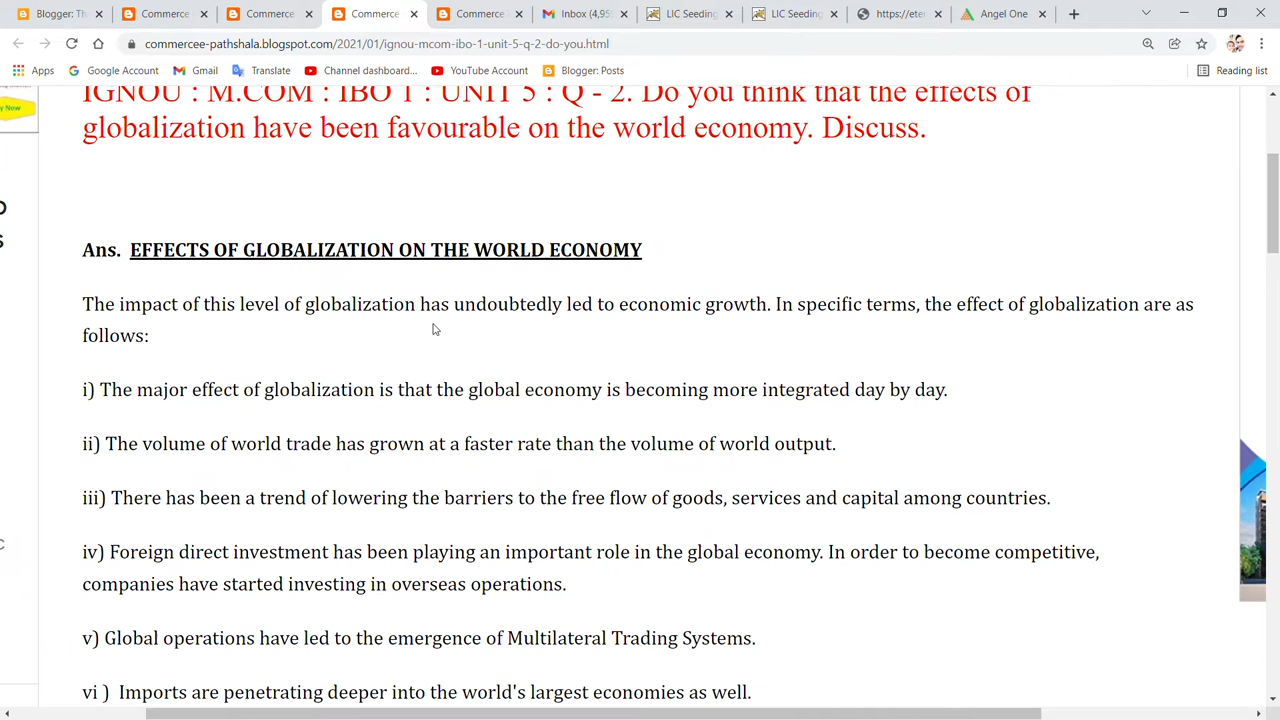 Blogger: Th
Commerce
Commerce
Commerce
Commerce
Inbox (4,95
LIC Seeding
LIC Seeding
https://ete
Angel One
commercee-pathshala.blogspot.com/2021/01/ignou-mcom-ibo-1-unit-5-q-2-do-you.html
Apps
Google Account
Gmail
Translate
Channel dashboard...
YouTube Account
Blogger: Posts
Reading list
y Now
IGNOU : M.COM : IBO 1 : UNIT 5 : Q - 2. Do you think that the effects of
globalization have been favourable on the world economy. Discuss.
Ans. EFFECTS OF GLOBALIZATION ON THE WORLD ECONOMY
The impact of this level of globalization has undoubtedly led to economic growth. In specific terms, the effect of globalization are as
follows:
i) The major effect of globalization is that the global economy is becoming more integrated day by day.
ii) The volume of world trade has grown at a faster rate than the volume of world output.
iii) There has been a trend of lowering the barriers to the free flow of goods, services and capital among countries.
iv) Foreign direct investment has been playing an important role in the global economy. In order to become competitive,
companies have started investing in overseas operations.
v) Global operations have led to the emergence of Multilateral Trading Systems.
vi ) Imports are penetrating deeper into the world's largest economies as well.